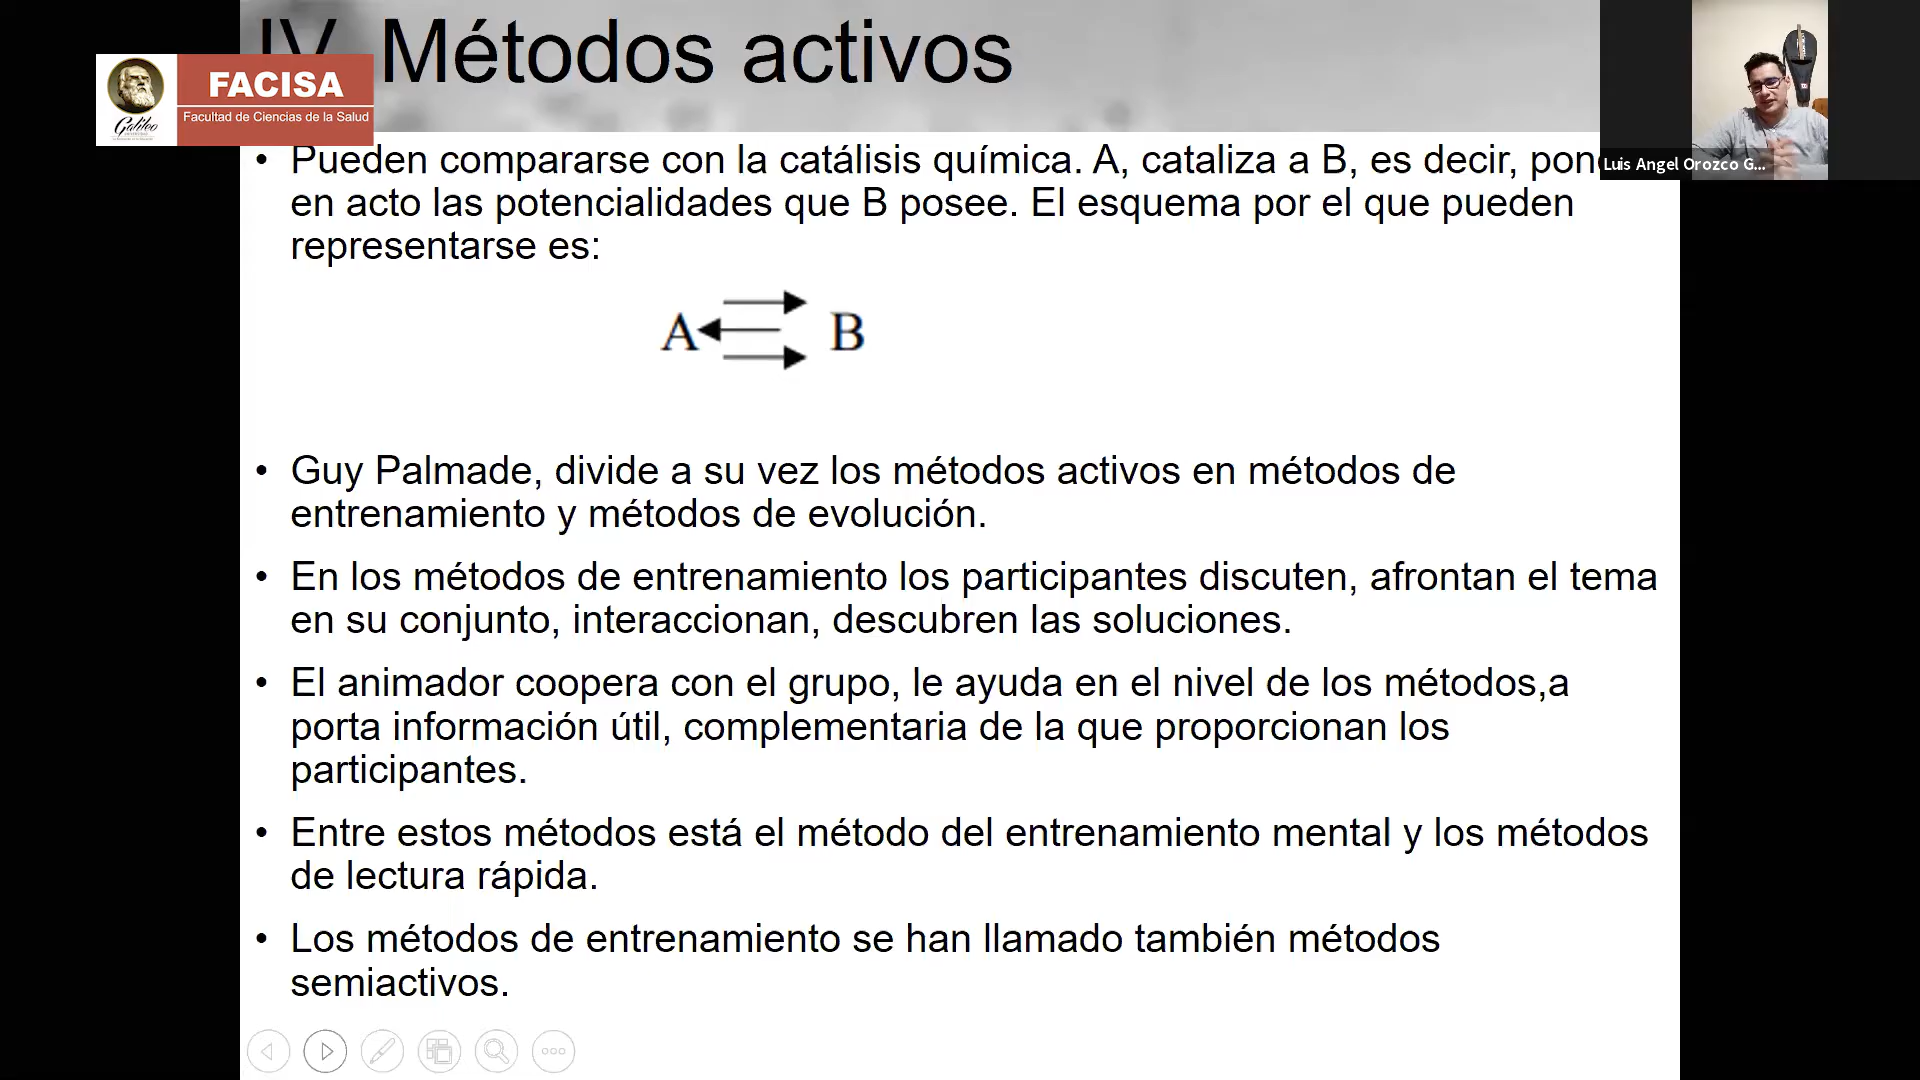 IV. Métodos activos
FACISA
Facultad de Ciencias de la Salud
Galileo
Luis Angel Orozco G...
• Pueden compararse con la catálisis química. A, cataliza a B, es decir, pon
en acto las potencialidades que B posee. El esquema por el que pueden
representarse es:
A B
• Guy Palmade, divide a su vez los métodos activos en métodos de
entrenamiento y métodos de evolución.
• En los métodos de entrenamiento los participantes discuten, afrontan el tema
en su conjunto, interaccionan, descubren las soluciones.
• El animador coopera con el grupo, le ayuda en el nivel de los métodos,a
porta información útil, complementaria de la que proporcionan los
participantes.
• Entre estos métodos está el método del entrenamiento mental y los métodos
de lectura rápida.
• Los métodos de entrenamiento se han llamado también métodos
semiactivos.